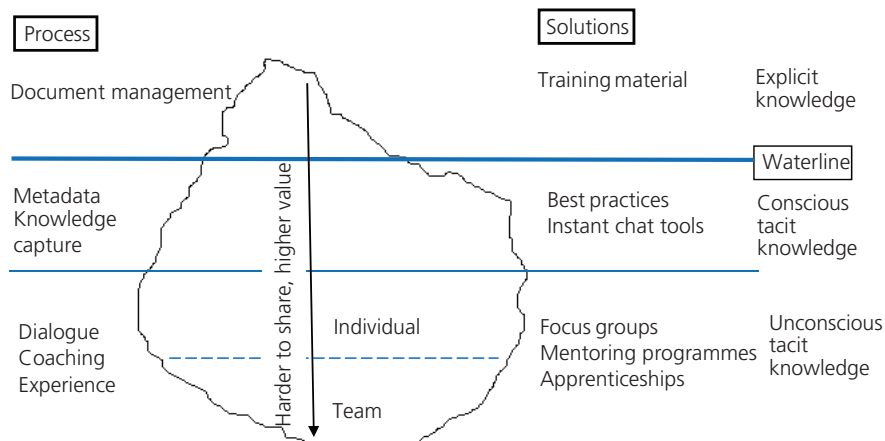 Process
Solutions
Document management
Training material
Explicit
knowledge
Waterline
Metadata
Knowledge
capture
Harder to share, higher value
Best practices
Instant chat tools
Conscious
tacit
knowledge
Dialogue
Coaching
Experience
Individual
Team
Focus groups
Mentoring programmes
Apprenticeships
Unconscious
tacit
knowledge